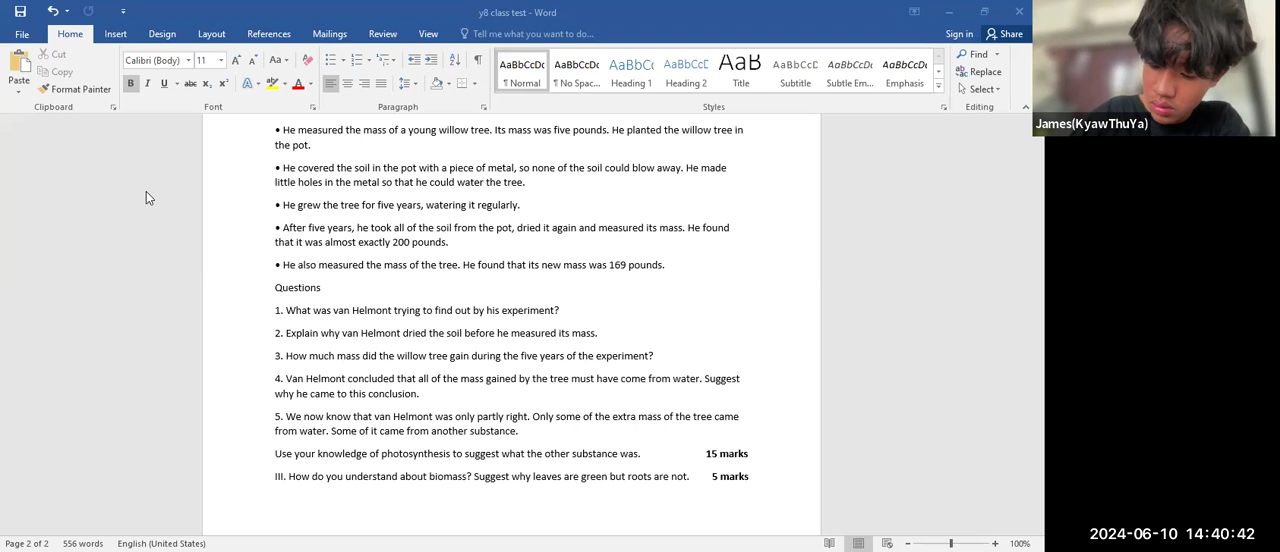 y8 class test - Word
File Home Insert Design Layout References Mailings Review View Tell me what you want to do... Sign in Share
Paste Cut Copy Format Painter
Calibri (Body) 11
AaBbCcDc AaBbCcDc AaBbCc AaBbCcD AaB AaBbCcD AaBbCcDc AaBbCcDc
¶ Normal ¶ No Spac... Heading 1 Heading 2 Title Subtitle Subtle Em... Emphasis
Find Replace Select
Clipboard Font Paragraph Styles Editing
James(KyawThuYa)
• He measured the mass of a young willow tree. Its mass was five pounds. He planted the willow tree in
the pot.
• He covered the soil in the pot with a piece of metal, so none of the soil could blow away. He made
little holes in the metal so that he could water the tree.
• He grew the tree for five years, watering it regularly.
• After five years, he took all of the soil from the pot, dried it again and measured its mass. He found
that it was almost exactly 200 pounds.
• He also measured the mass of the tree. He found that its new mass was 169 pounds.
Questions
1. What was van Helmont trying to find out by his experiment?
2. Explain why van Helmont dried the soil before he measured its mass.
3. How much mass did the willow tree gain during the five years of the experiment?
4. Van Helmont concluded that all of the mass gained by the tree must have come from water. Suggest
why he came to this conclusion.
5. We now know that van Helmont was only partly right. Only some of the extra mass of the tree came
from water. Some of it came from another substance.
Use your knowledge of photosynthesis to suggest what the other substance was. 15 marks
III. How do you understand about biomass? Suggest why leaves are green but roots are not. 5 marks
Page 2 of 2 556 words English (United States) 100%
2024-06-10 14:40:42